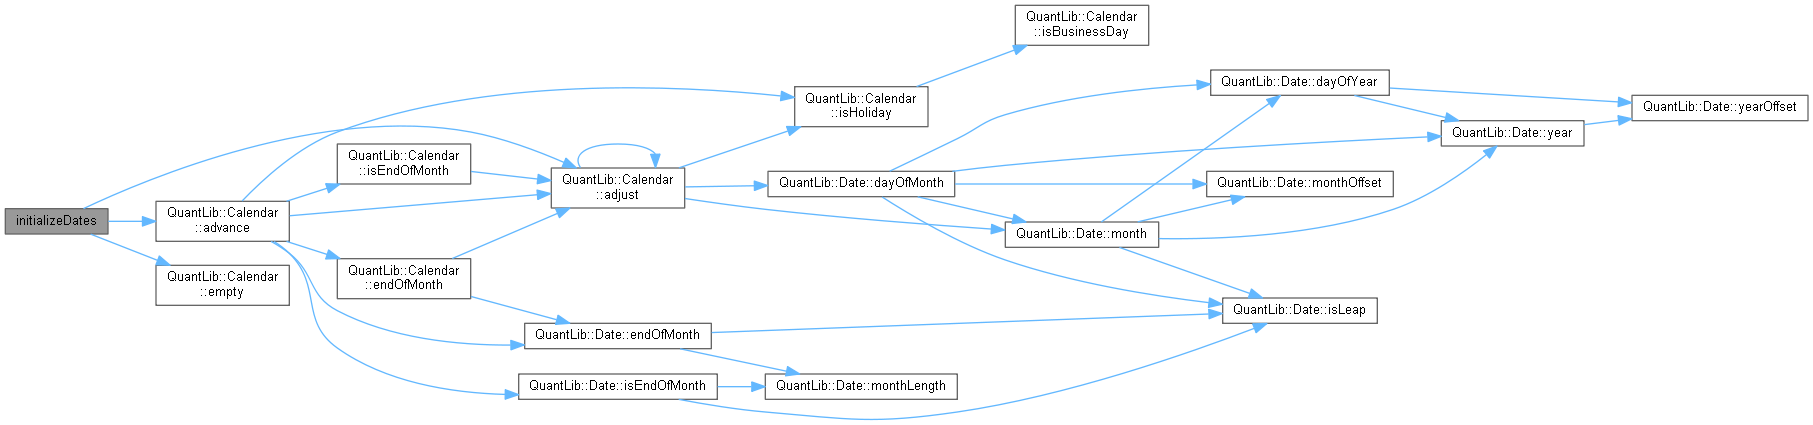 initializeDates
QuantLib::Calendar
::advance
QuantLib::Calendar
::empty
QuantLib::Calendar
::isEndOfMonth
QuantLib::Calendar
::endOfMonth
QuantLib::Calendar
::adjust
QuantLib::Date::endOfMonth
QuantLib::Date::isEndOfMonth
QuantLib::Calendar
::isHoliday
QuantLib::Date::dayOfMonth
QuantLib::Date::monthLength
QuantLib::Calendar
::isBusinessDay
QuantLib::Date::month
QuantLib::Date::dayOfYear
QuantLib::Date::monthOffset
QuantLib::Date::isLeap
QuantLib::Date::year
QuantLib::Date::yearOffset